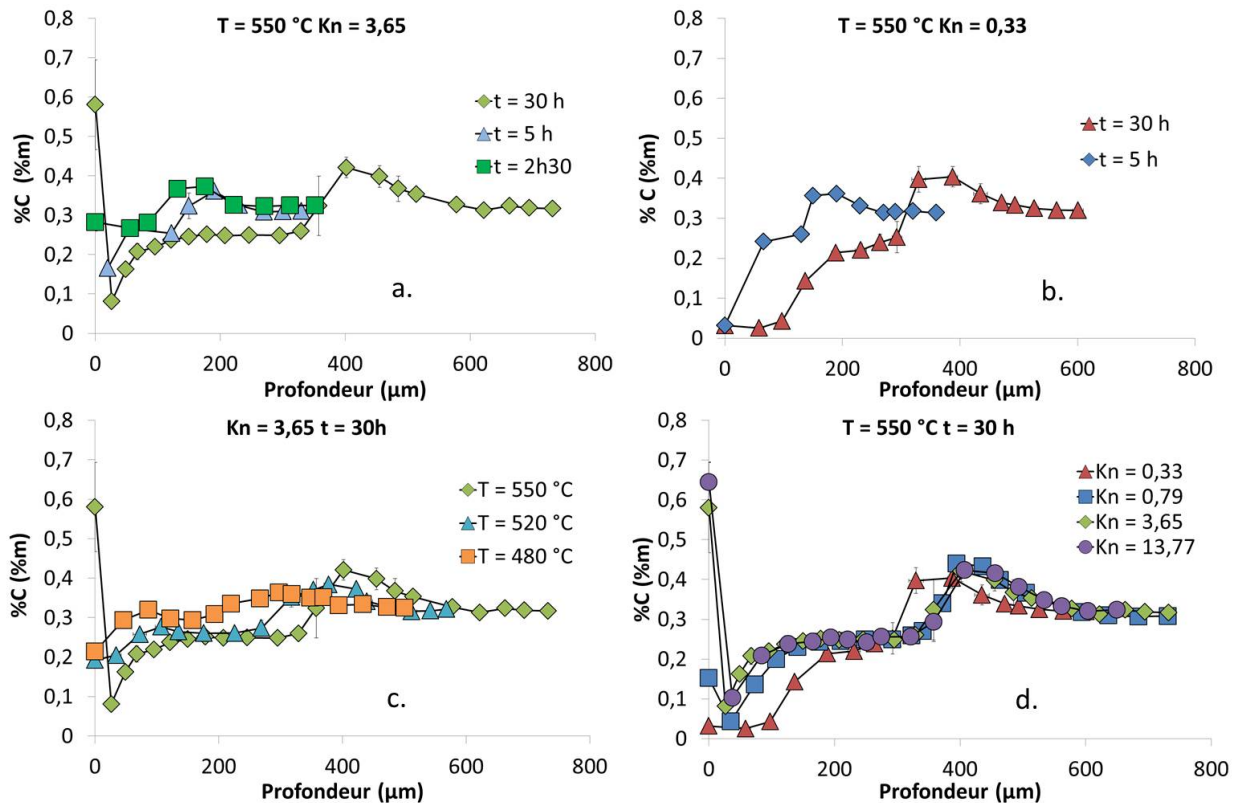 T = 550 °C Kn = 3,65
0,8
0,7
0,6
0,5
0,4
0,3
0,2
0,1
0
%C (%m)
t = 30 h
t = 5 h
t = 2h30
a.
0 200 400 600 800
Profondeur (µm)
T = 550 °C Kn = 0,33
0,8
0,7
0,6
0,5
0,4
0,3
0,2
0,1
0
%C (%m)
t = 30 h
t = 5 h
b.
0 200 400 600 800
Profondeur (µm)
Kn = 3,65 t = 30h
0,8
0,7
0,6
0,5
0,4
0,3
0,2
0,1
0
%C (%m)
T = 550 °C
T = 520 °C
T = 480 °C
c.
0 200 400 600 800
Profondeur (µm)
T = 550 °C t = 30 h
0,8
0,7
0,6
0,5
0,4
0,3
0,2
0,1
0
%C (%m)
Kn = 0,33
Kn = 0,79
Kn = 3,65
Kn = 13,77
d.
0 200 400 600 800
Profondeur (µm)